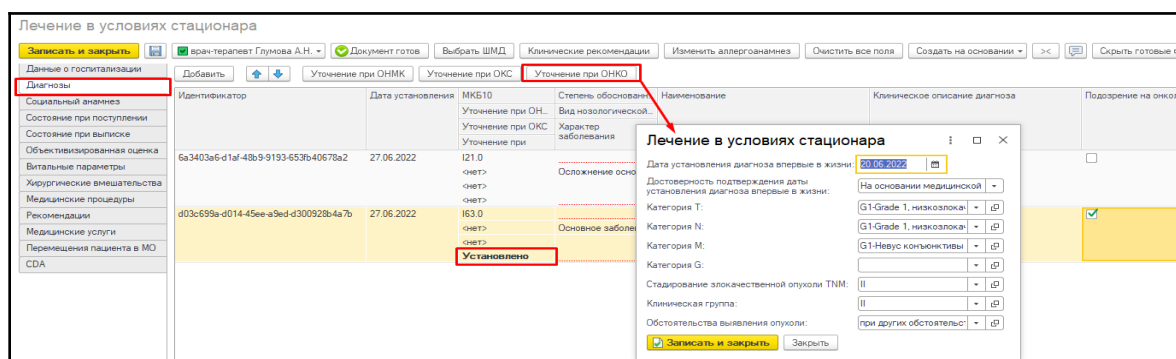 Лечение в условиях стационара
Записать и закрыть врач-терапевт Глумова А.Н. Документ готов Выбрать ШМД Клинические рекомендации Изменить аллергоанамнез Очистить все поля Создать на основании Скрыть готовые
Данные о госпитализации
Добавить Уточнение при ОНМК Уточнение при ОКС Уточнение при ОНКО
Диагнозы
Социальный анамнез
Состояние при поступлении
Состояние при выписке
Объективизированная оценка
Витальные параметры
Хирургические вмешательства
Медицинские процедуры
Рекомендации
Медицинские услуги
Перемещения пациента в МО
CDA
Идентификатор Дата установления МКБ10 Степень обоснованн Наименование Клиническое описание диагноза Подозрение на онкол
Уточнение при ОН... Вид нозологической...
Уточнение при ОКС Характер заболевания
Уточнение при
6a3403a6-d1af-48b9-9193-653fb40678a2 27.06.2022 I21.0
<нет> Осложнение осно
<нет>
<нет>
d03c699a-d014-45ee-a9ed-d300928b4a7b 27.06.2022 I63.0
<нет> Основное заболе
<нет>
Установлено
Лечение в условиях стационара
Дата установления диагноза впервые в жизни: 20.06.2022
Достоверность подтверждения даты
установления диагноза впервые в жизни: На основании медицинской
Категория T: G1-Grade 1, низкозлока
Категория N: G1-Grade 1, низкозлока
Категория M: G1-Невус конъюнктивы
Категория G:
Стадирование злокачественной опухоли TNM: II
Клиническая группа: II
Обстоятельства выявления опухоли: при других обстоятельс
Записать и закрыть Закрыть